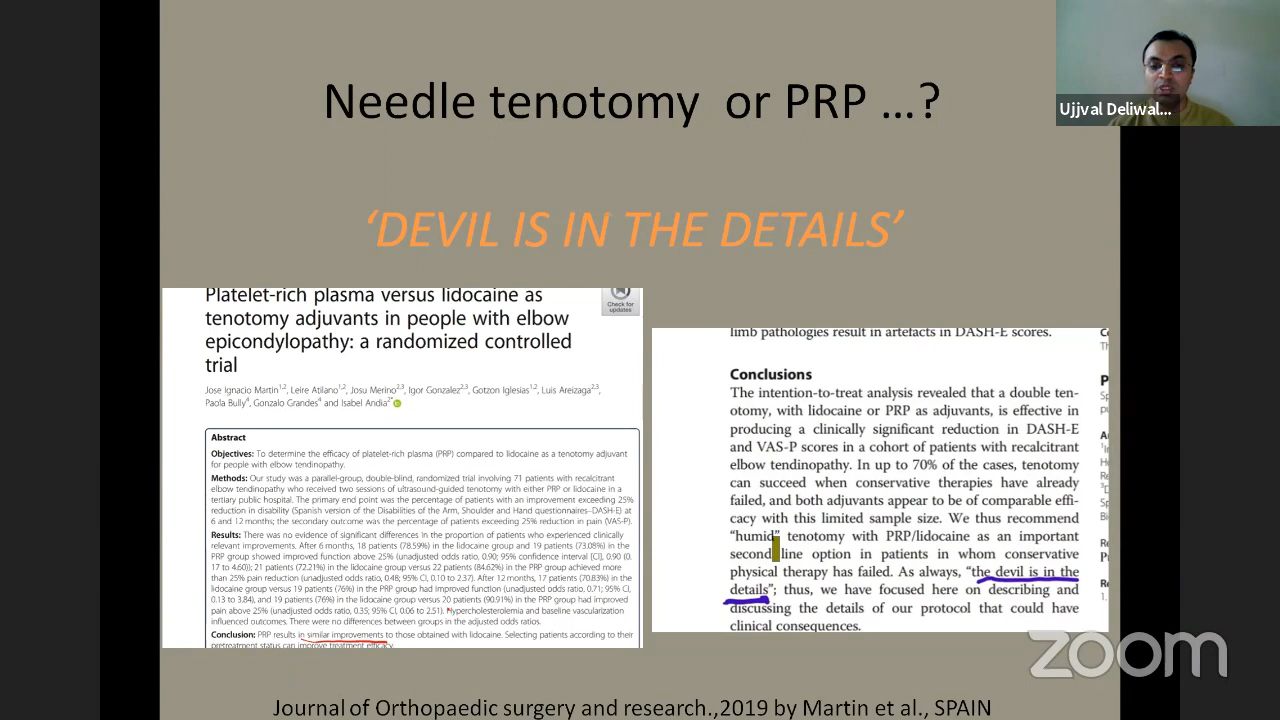 Needle tenotomy or PRP ...?
Ujjval Deliwal...
‘DEVIL IS IN THE DETAILS’
Platelet-rich plasma versus lidocaine as
tenotomy adjuvants in people with elbow
epicondylopathy: a randomized controlled
trial
Check for
updates
Jose Ignacio Martin1,2, Leire Atilano1,2, Josu Merino2,3, Igor Gonzalez2,3, Gotzon Iglesias1,2, Luis Areizaga2,3,
Paola Bully4, Gonzalo Grandes4 and Isabel Andia2*
Abstract
Objectives: To determine the efficacy of platelet-rich plasma (PRP) compared to lidocaine as a tenotomy adjuvant
for people with elbow tendinopathy.
Methods: Our study was a parallel-group, double-blind, randomized trial involving 71 patients with recalcitrant
elbow tendinopathy who received two sessions of ultrasound-guided tenotomy with either PRP or lidocaine in a
tertiary public hospital. The primary end point was the percentage of patients with an improvement exceeding 25%
reduction in disability (Spanish version of the Disabilities of the Arm, Shoulder and Hand questionnaires–DASH-E) at
6 and 12 months; the secondary outcome was the percentage of patients exceeding 25% reduction in pain (VAS-P).
Results: There was no evidence of significant differences in the proportion of patients who experienced clinically
relevant improvements. After 6 months, 18 patients (78.59%) in the lidocaine group and 19 patients (73.08%) in the
PRP group showed improved function above 25% (unadjusted odds ratio, 0.90; 95% confidence interval [CI], 0.90 (0.
17 to 4.60)); 21 patients (72.21%) in the lidocaine group versus 22 patients (84.62%) in the PRP group achieved more
than 25% pain reduction (unadjusted odds ratio, 0.48; 95% CI, 0.10 to 2.37). After 12 months, 17 patients (70.83%) in the
lidocaine group versus 19 patients (76%) in the PRP group had improved function (unadjusted odds ratio, 0.71; 95% CI,
0.13 to 3.84), and 19 patients (76%) in the lidocaine group versus 20 patients (90.91%) in the PRP group had improved
pain above 25% (unadjusted odds ratio, 0.35; 95% CI, 0.06 to 2.51). Hypercholesterolemia and baseline vascularization
influenced outcomes. There were no differences between groups in the adjusted odds ratios.
Conclusion: PRP results in similar improvements to those obtained with lidocaine. Selecting patients according to their
pretreatment status can improve treatment efficacy.
limb pathologies result in artefacts in DASH-E scores.
Conclusions
The intention-to-treat analysis revealed that a double ten-
otomy, with lidocaine or PRP as adjuvants, is effective in
producing a clinically significant reduction in DASH-E
and VAS-P scores in a cohort of patients with recalcitrant
elbow tendinopathy. In up to 70% of the cases, tenotomy
can succeed when conservative therapies have already
failed, and both adjuvants appear to be of comparable effi-
cacy with this limited sample size. We thus recommend
“humid” tenotomy with PRP/lidocaine as an important
second line option in patients in whom conservative
physical therapy has failed. As always, “the devil is in the
details”; thus, we have focused here on describing and
discussing the details of our protocol that could have
clinical consequences.
zoom
Journal of Orthopaedic surgery and research.,2019 by Martin et al., SPAIN